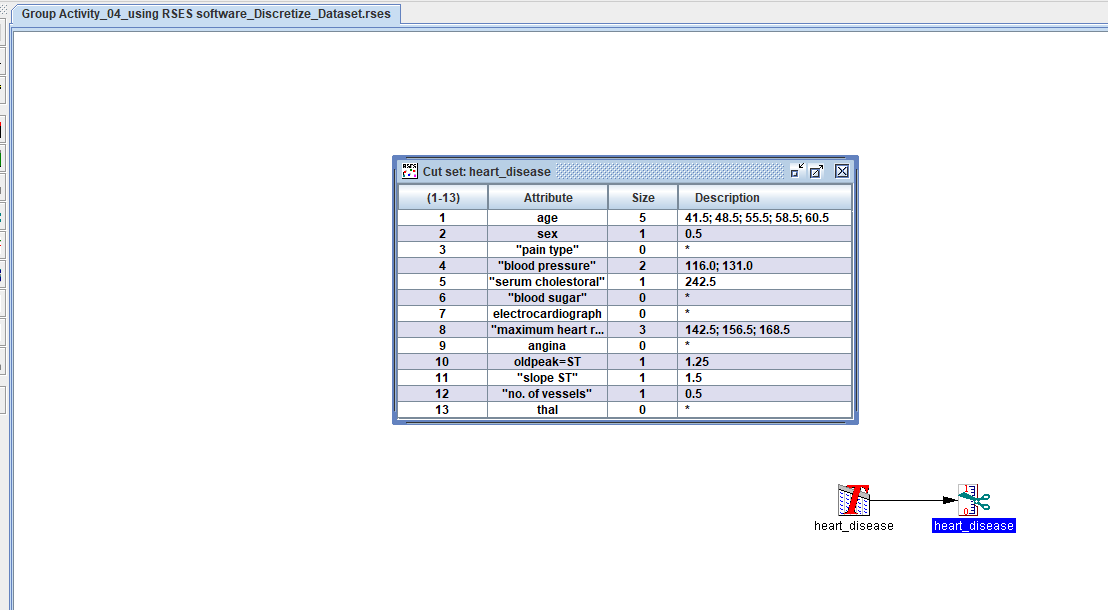 Group Activity_04_using RSES software_Discretize_Dataset.rses
RSES Cut set: heart_disease
(1-13) Attribute Size Description
1 age 5 41.5; 48.5; 55.5; 58.5; 60.5
2 sex 1 0.5
3 "pain type" 0 *
4 "blood pressure" 2 116.0; 131.0
5 "serum cholestoral" 1 242.5
6 "blood sugar" 0 *
7 electrocardiograph 0 *
8 "maximum heart r... 3 142.5; 156.5; 168.5
9 angina 0 *
10 oldpeak=ST 1 1.25
11 "slope ST" 1 1.5
12 "no. of vessels" 1 0.5
13 thal 0 *
T
1
0
heart_disease heart_disease